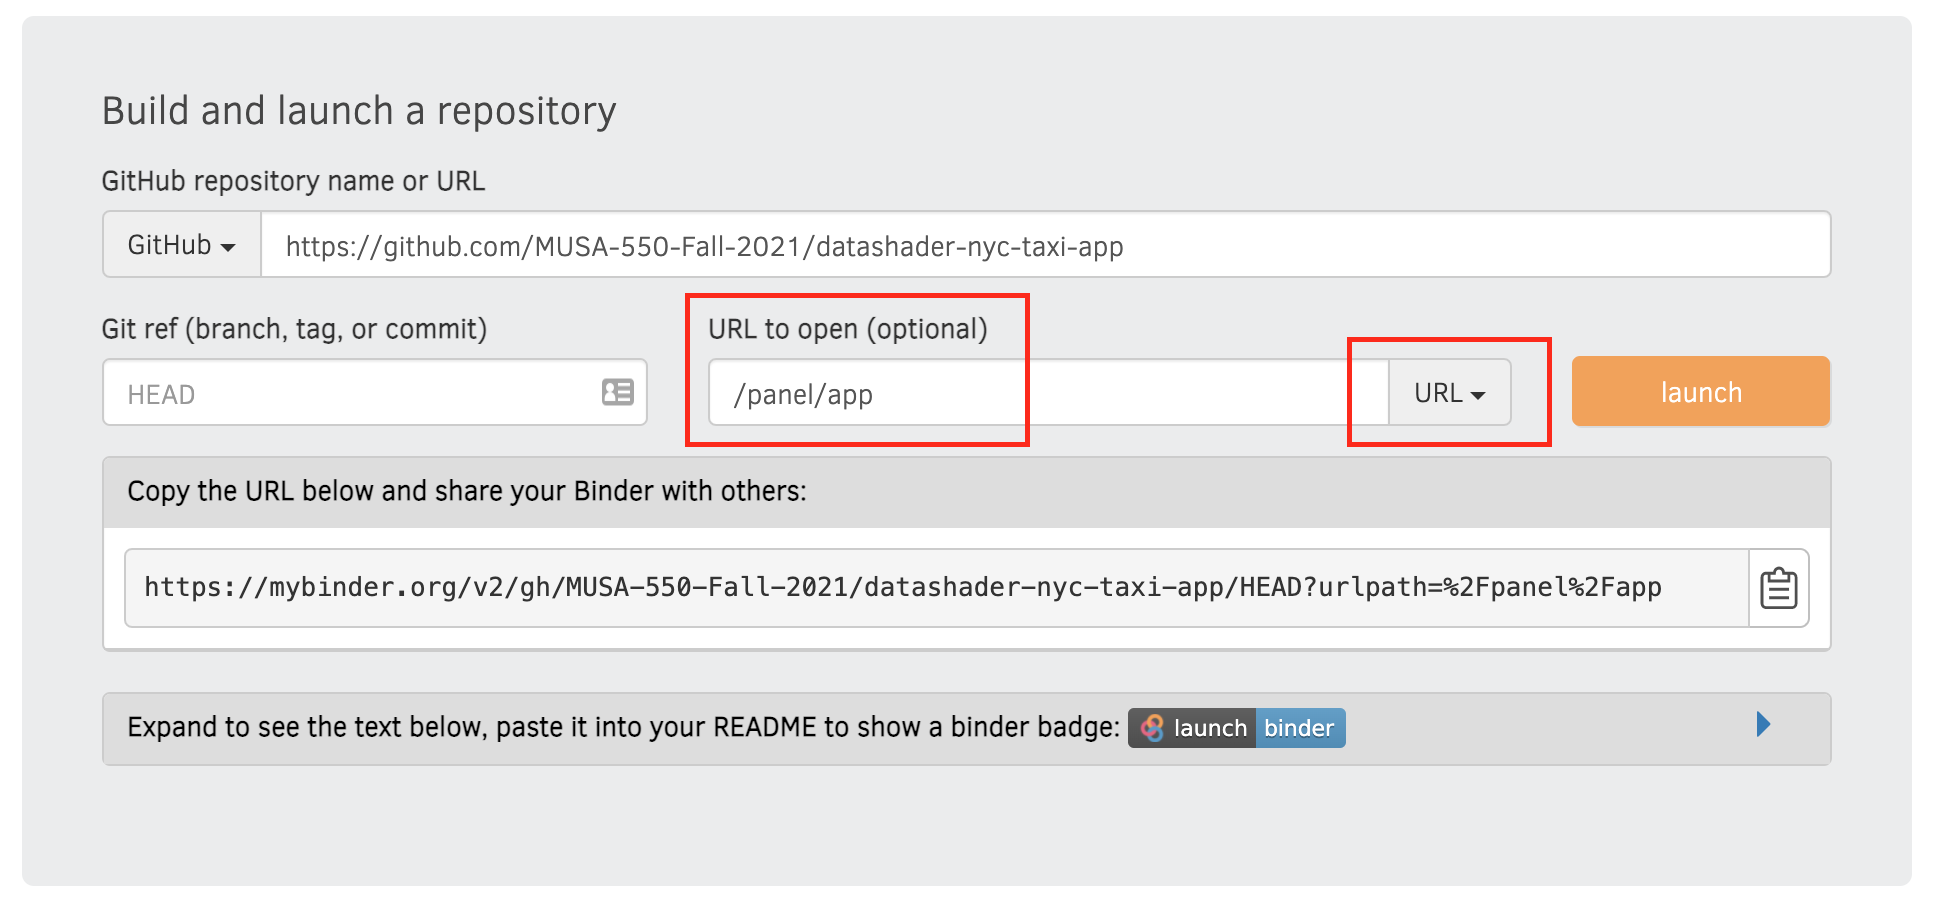 Build and launch a repository
GitHub repository name or URL
GitHub
https://github.com/MUSA-550-Fall-2021/datashader-nyc-taxi-app
Git ref (branch, tag, or commit)
URL to open (optional)
HEAD
/panel/app
URL
launch
Copy the URL below and share your Binder with others:
https://mybinder.org/v2/gh/MUSA-550-Fall-2021/datashader-nyc-taxi-app/HEAD?urlpath=%2Fpanel%2Fapp
Expand to see the text below, paste it into your README to show a binder badge: launch binder